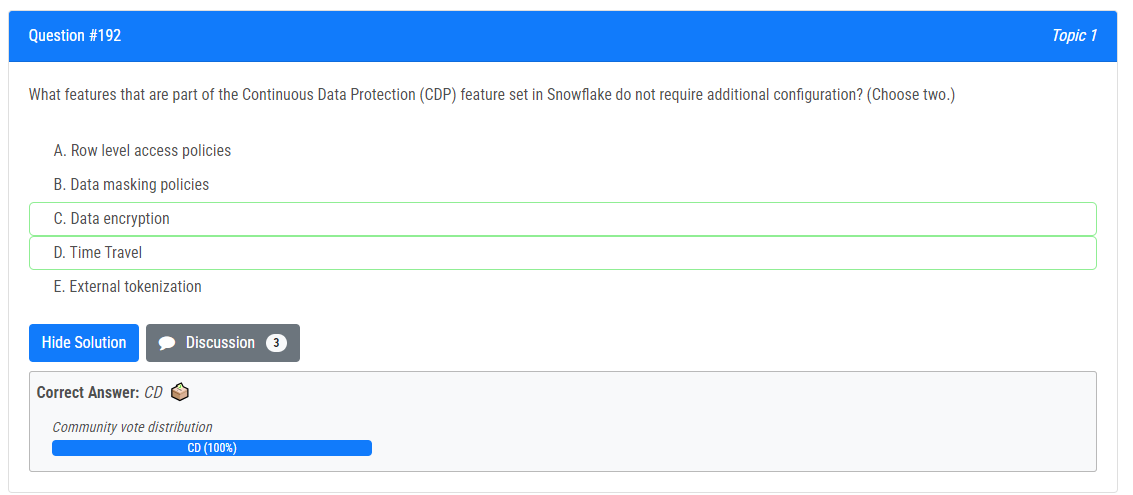 Question #192 Topic 1
What features that are part of the Continuous Data Protection (CDP) feature set in Snowflake do not require additional configuration? (Choose two.)
A. Row level access policies
B. Data masking policies
C. Data encryption
D. Time Travel
E. External tokenization
Hide Solution Discussion 3
Correct Answer: CD
Community vote distribution
CD (100%)